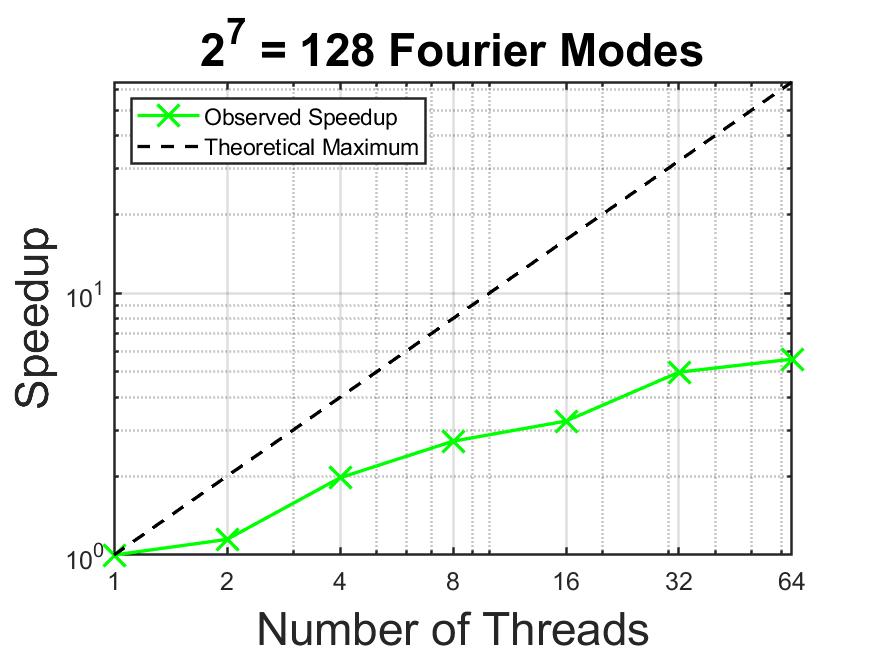 2^7 = 128 Fourier Modes
Observed Speedup
Theoretical Maximum
Speedup
10^1
10^0
1 2 4 8 16 32 64
Number of Threads